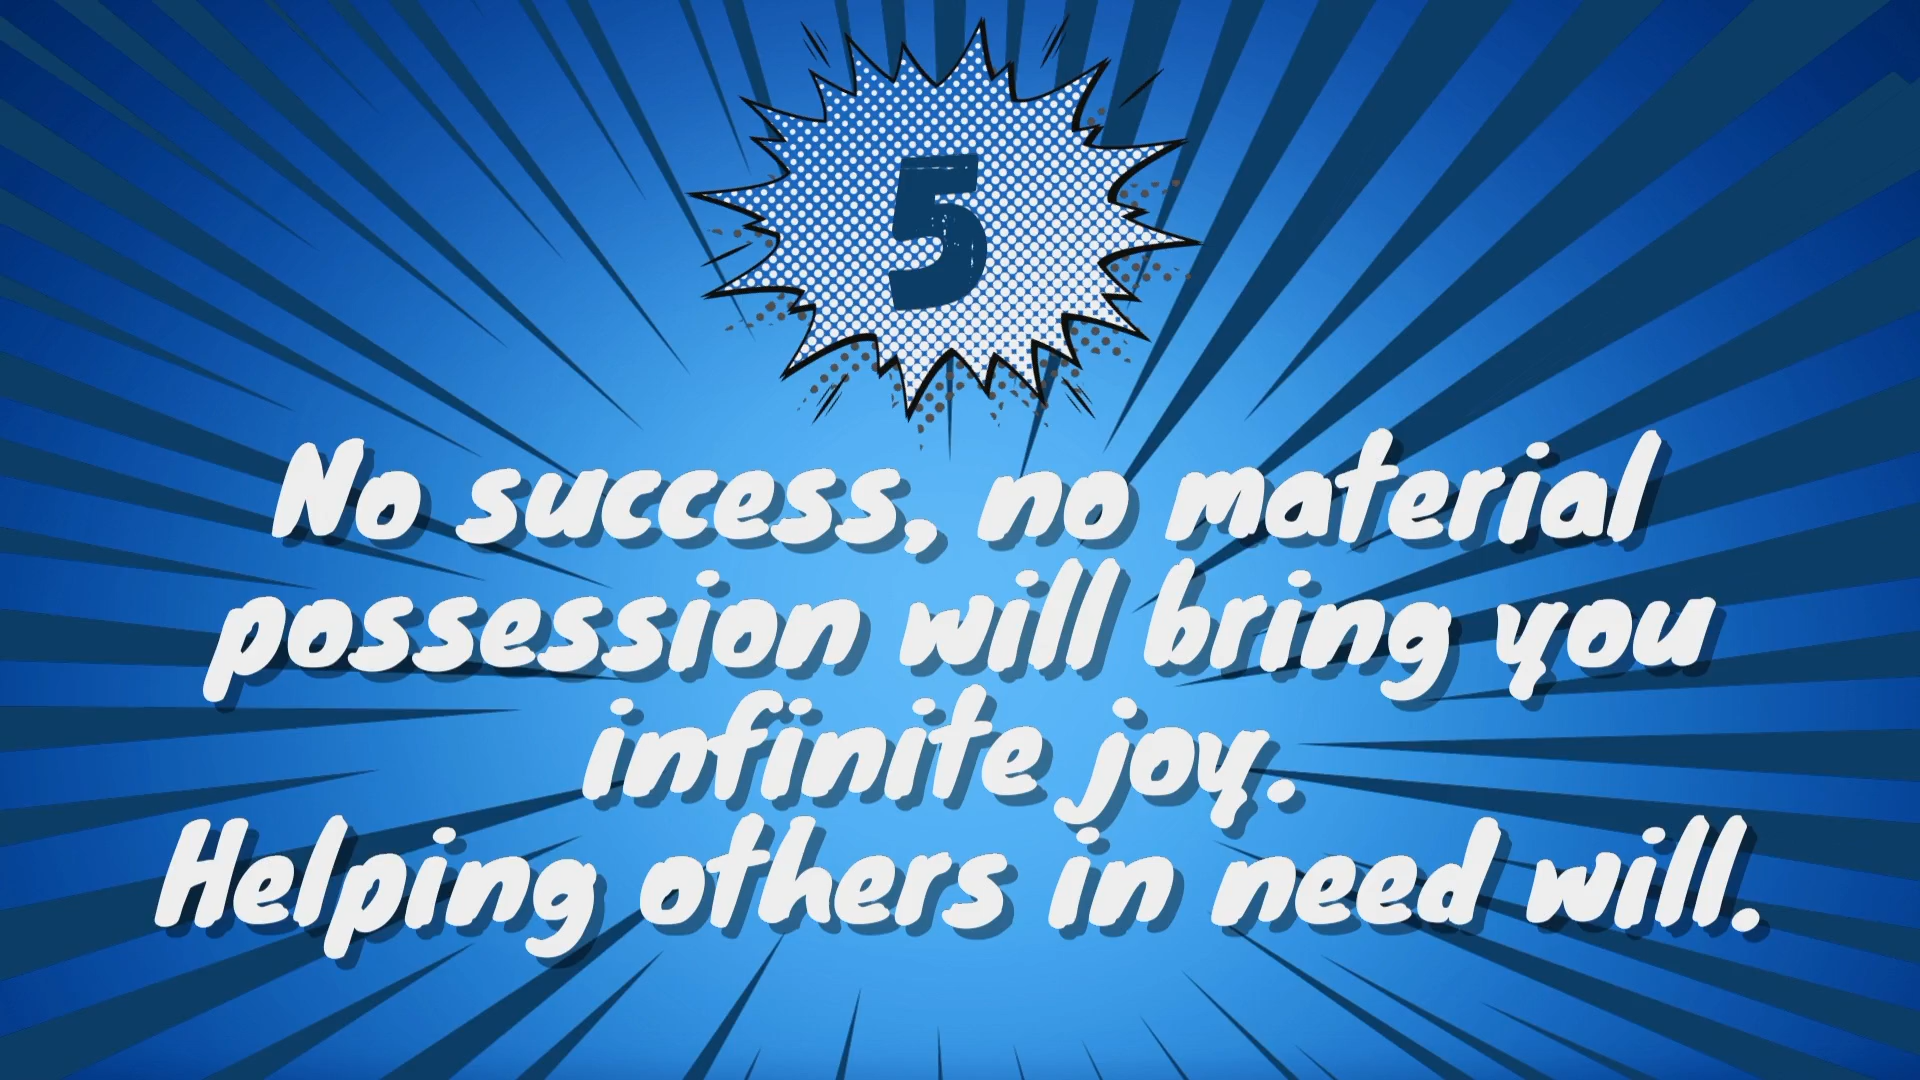 5
No success, no material
possession will bring you
infinite joy.
Helping others in need will.